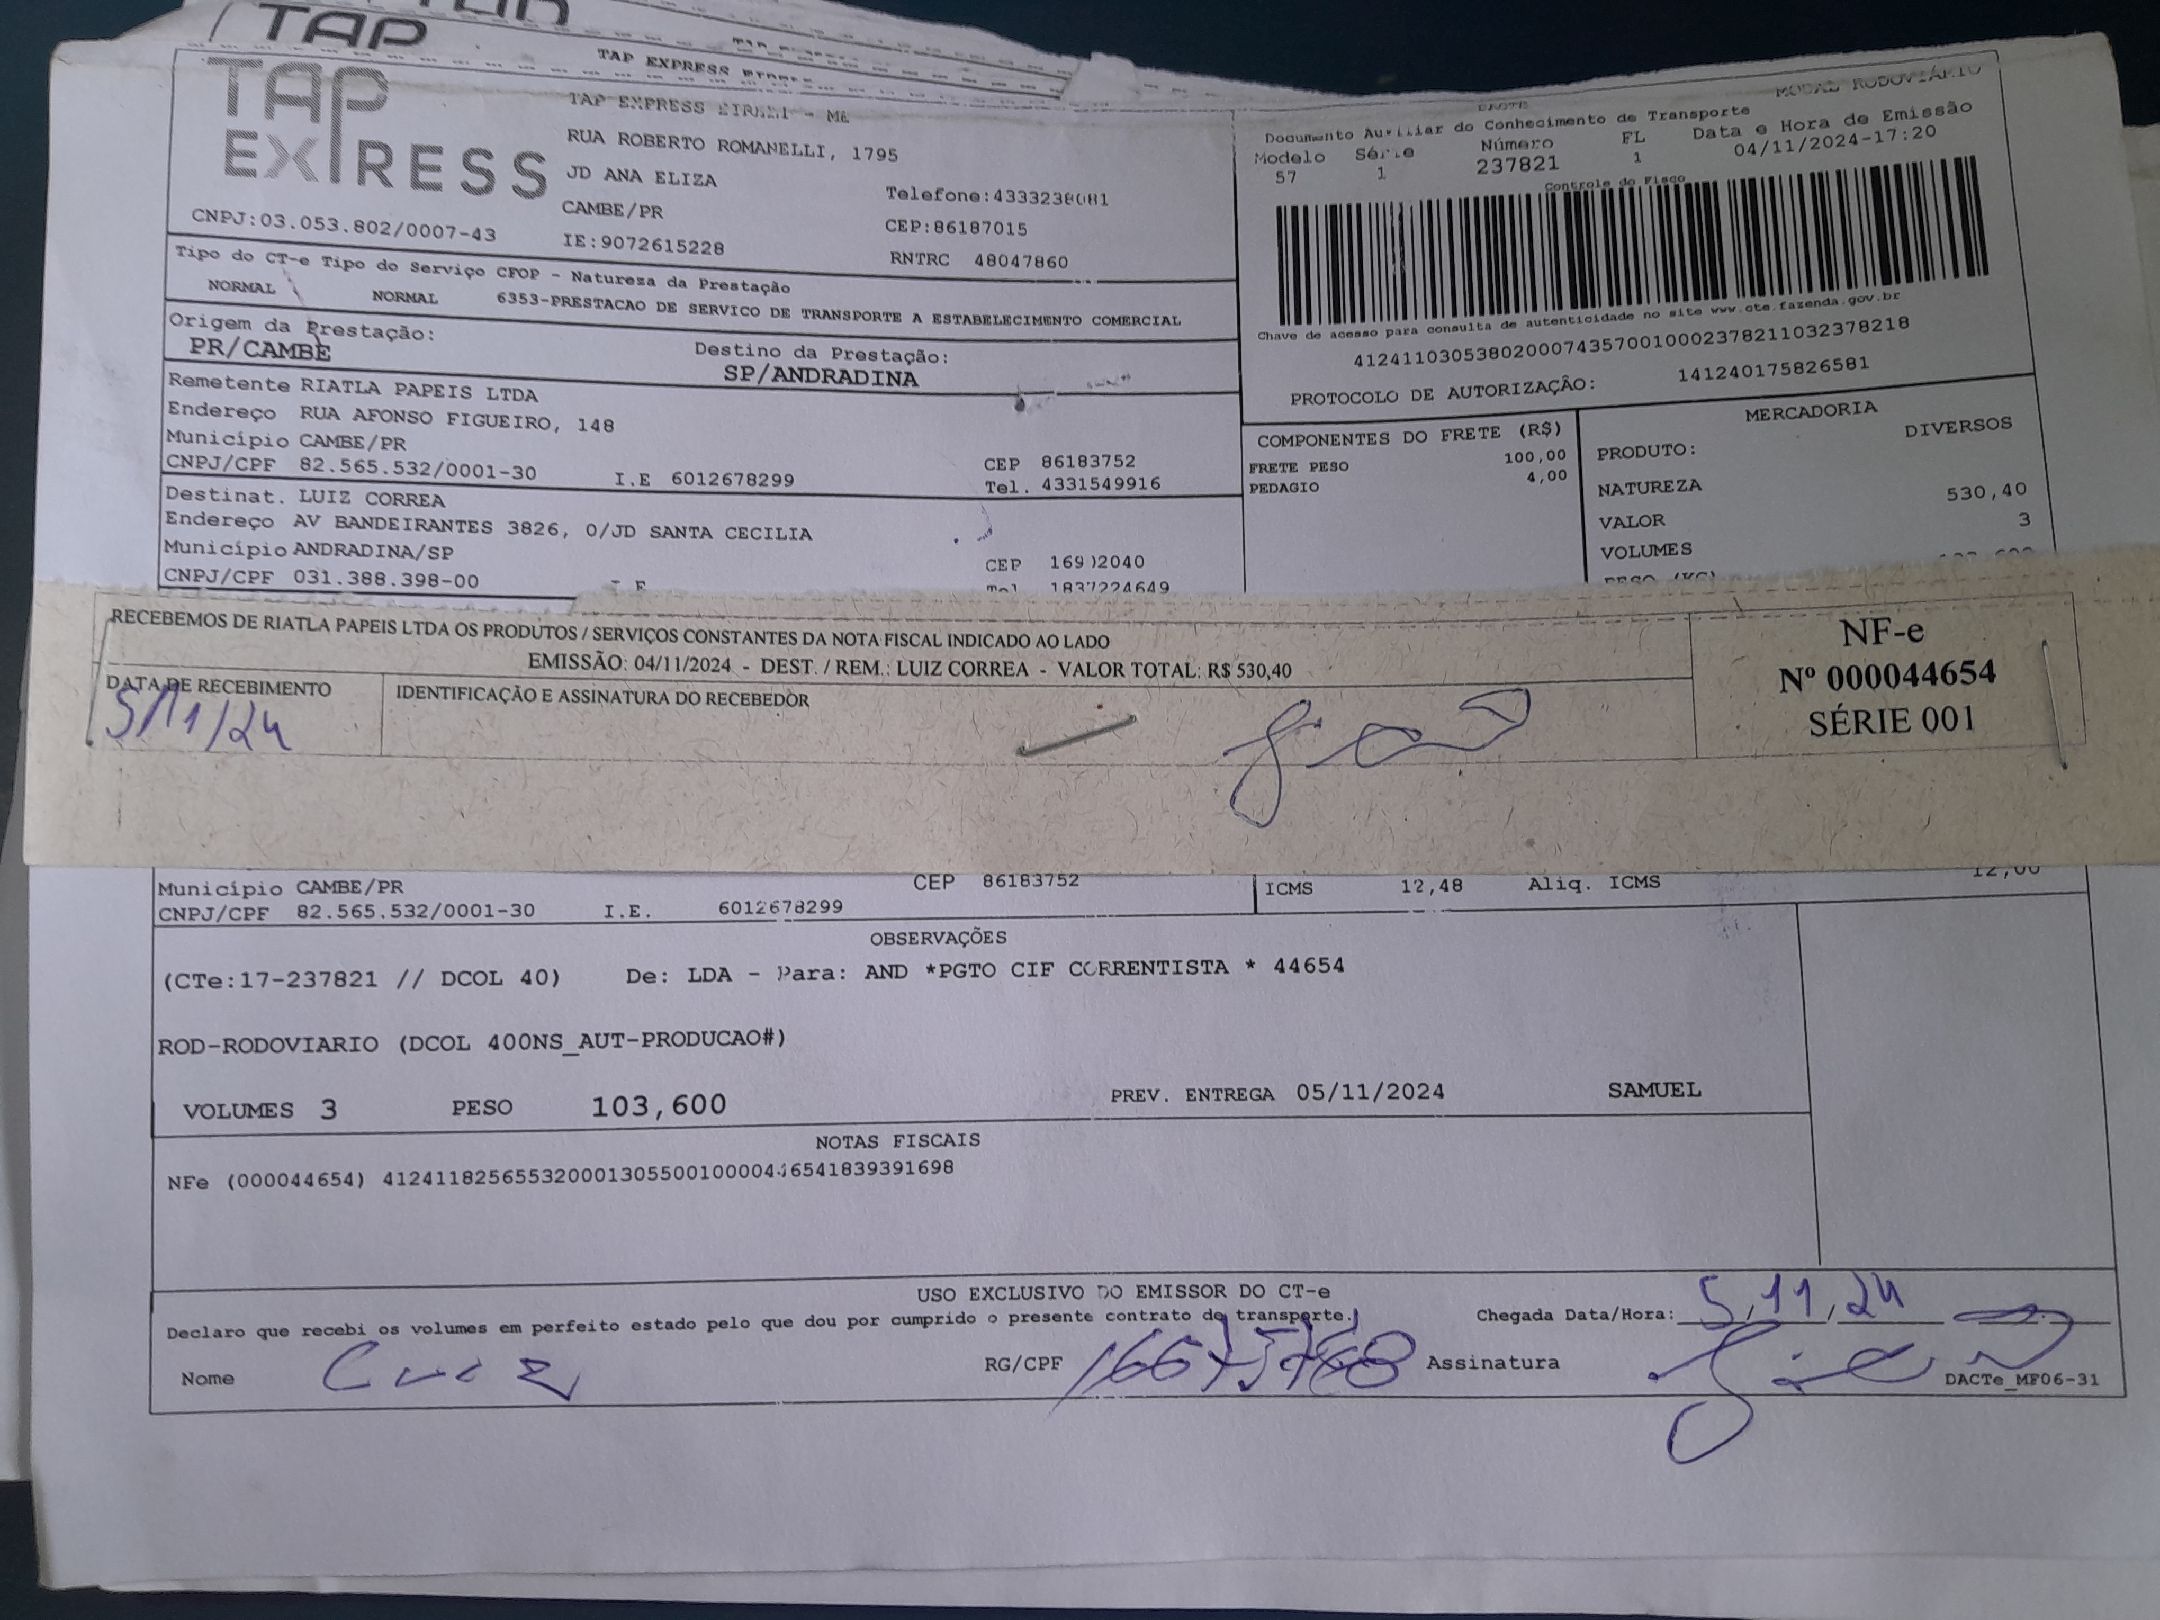 TAP
TAP EXPRESS
TAP EXPRESS
TAP EXPRESS EIRELI - ME
RUA ROBERTO ROMANELLI, 1795
JD ANA ELIZA
CAMBE/PR
Telefone:4333238081
CEP:86187015
CNPJ:03.053.802/0007-43
IE:9072615228
RNTRC 48047860
MODAL RODOVIÁRIO
DACTE
Documento Auxiliar do Conhecimento de Transporte
Modelo Série Número FL Data e Hora de Emissão
57 1 237821 1 04/11/2024-17:20
Controle do Fisco
Chave de acesso para consulta de autenticidade no site www.cte.fazenda.gov.br
41241103053802000743570010002378211032378218
PROTOCOLO DE AUTORIZAÇÃO: 141240175826581
Tipo do CT-e Tipo do Serviço CFOP - Natureza da Prestação
NORMAL NORMAL 6353-PRESTACAO DE SERVICO DE TRANSPORTE A ESTABELECIMENTO COMERCIAL
Origem da Prestação:
PR/CAMBE
Destino da Prestação:
SP/ANDRADINA
Remetente RIATLA PAPEIS LTDA
Endereço RUA AFONSO FIGUEIRO, 148
Município CAMBE/PR
CEP 86183752
CNPJ/CPF 82.565.532/0001-30 I.E 6012678299 Tel. 4331549916
Destinat. LUIZ CORREA
Endereço AV BANDEIRANTES 3826, 0/JD SANTA CECILIA
Município ANDRADINA/SP
CEP 169 2040
CNPJ/CPF 031.388.398-00 I.E Tel 1837224649
COMPONENTES DO FRETE (R$)
FRETE PESO 100,00
PEDAGIO 4,00
MERCADORIA
PRODUTO: DIVERSOS
NATUREZA
VALOR 530,40
VOLUMES 3
PESO (KG)
RECEBEMOS DE RIATLA PAPEIS LTDA OS PRODUTOS / SERVIÇOS CONSTANTES DA NOTA FISCAL INDICADO AO LADO
EMISSÃO: 04/11/2024 - DEST. / REM.: LUIZ CORREA - VALOR TOTAL: R$ 530,40
DATA DE RECEBIMENTO
5/11/24
IDENTIFICAÇÃO E ASSINATURA DO RECEBEDOR
NF-e
Nº 000044654
SÉRIE 001
Município CAMBE/PR CEP 86183752
CNPJ/CPF 82.565.532/0001-30 I.E. 6012678299
ICMS 12,48 Aliq. ICMS 12,00
OBSERVAÇÕES
(CTe:17-237821 // DCOL 40) De: LDA - Para: AND *PGTO CIF CORRENTISTA * 44654
ROD-RODOVIARIO (DCOL 400NS_AUT-PRODUCAO#)
VOLUMES 3 PESO 103,600 PREV. ENTREGA 05/11/2024 SAMUEL
NOTAS FISCAIS
NFe (000044654) 41241182565532000130550010000446541839391698
USO EXCLUSIVO DO EMISSOR DO CT-e
Declaro que recebi os volumes em perfeito estado pelo que dou por cumprido o presente contrato de transporte.
Chegada Data/Hora: 5/11/24
Nome RG/CPF Assinatura
DACTe_MF06-31